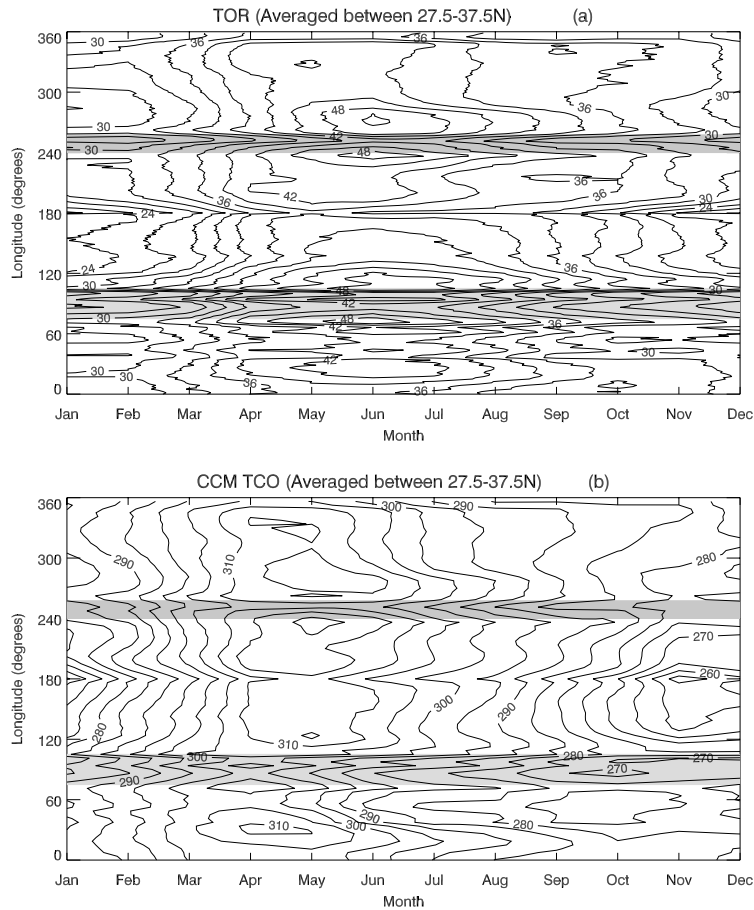 TOR (Averaged between 27.5-37.5N) (a)
360
300
240
180
120
60
0
Longitude (degrees)
30 36 36 30
48 36 30
30 42 30
30 48
42 36 36 30
24 36 24
24 36
30 48 30
42
30 48
42 36
42 30
30 30 36 36
Jan Feb Mar Apr May Jun Jul Aug Sep Oct Nov Dec
Month
CCM TCO (Averaged between 27.5-37.5N) (b)
360
300
240
180
120
60
0
Longitude (degrees)
300 290
290 310 280
270
260
280 300 290
310
300 280 270
290 270
290
310 300 280
Jan Feb Mar Apr May Jun Jul Aug Sep Oct Nov Dec
Month